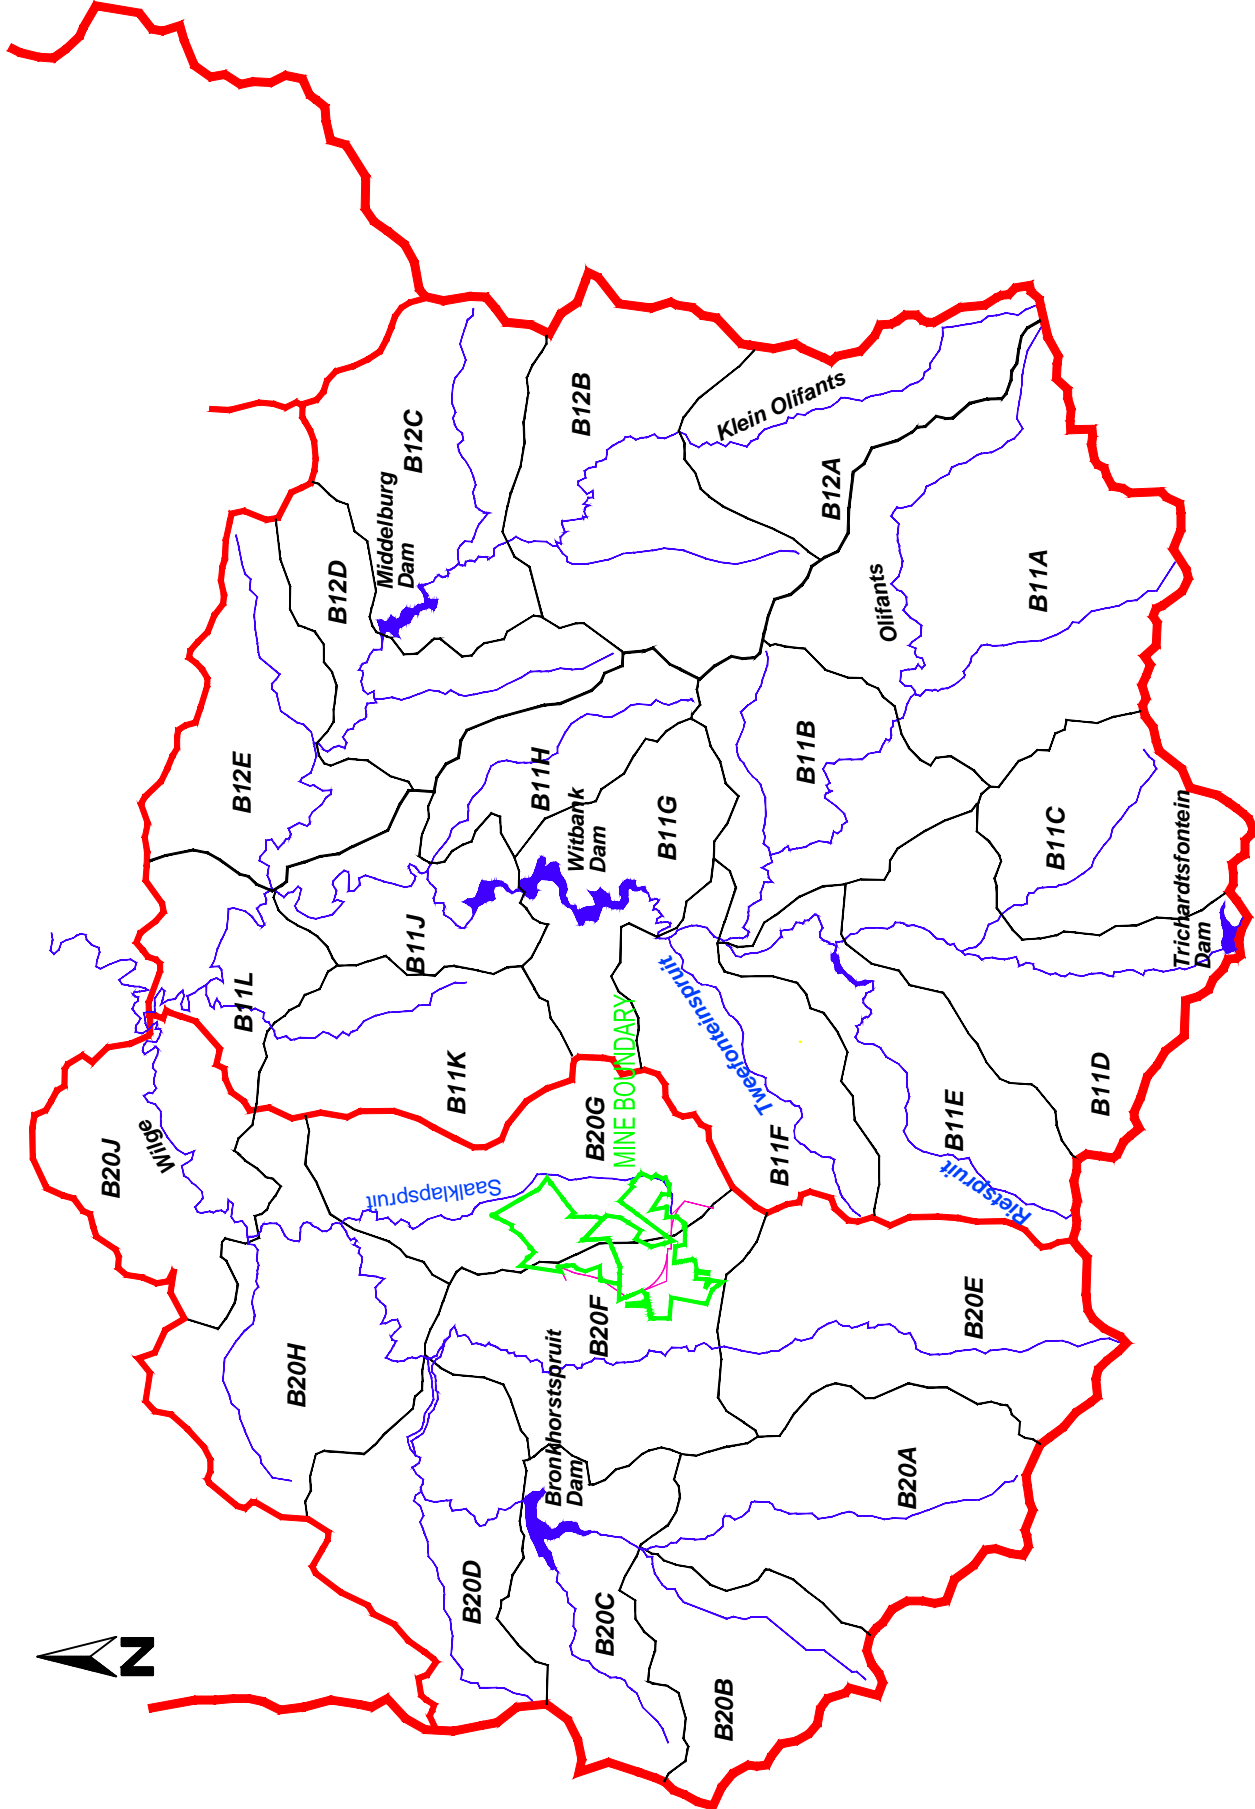 N
B20J
Wilge
B20H
B20D
B20C
B20B
Bronkhorstspruit
Dam
B20A
B20E
B20F
B20G
MINE BOUNDARY
Saalklapspruit
B11K
B11L
B11J
B11H
Witbank
Dam
B11G
Tweefonteinspruit
B11F
B11E
Rietspruit
B11D
Trichardtsfontein
Dam
B11C
B11B
B11A
Olifants
B12A
Klein Olifants
B12B
B12C
Middelburg
Dam
B12D
B12E